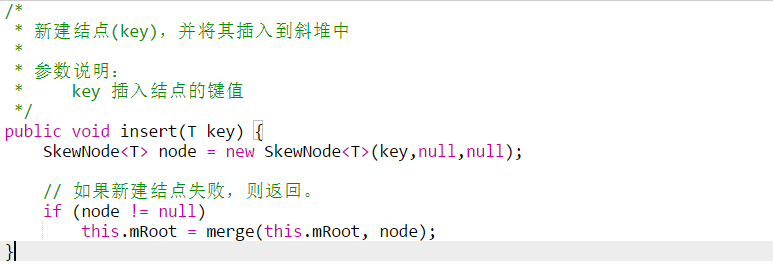 /*
 * 新建结点(key)，并将其插入到斜堆中
 *
 * 参数说明：
 *     key 插入结点的键值
 */
public void insert(T key) {
    SkewNode<T> node = new SkewNode<T>(key,null,null);

    // 如果新建结点失败，则返回。
    if (node != null)
        this.mRoot = merge(this.mRoot, node);
}